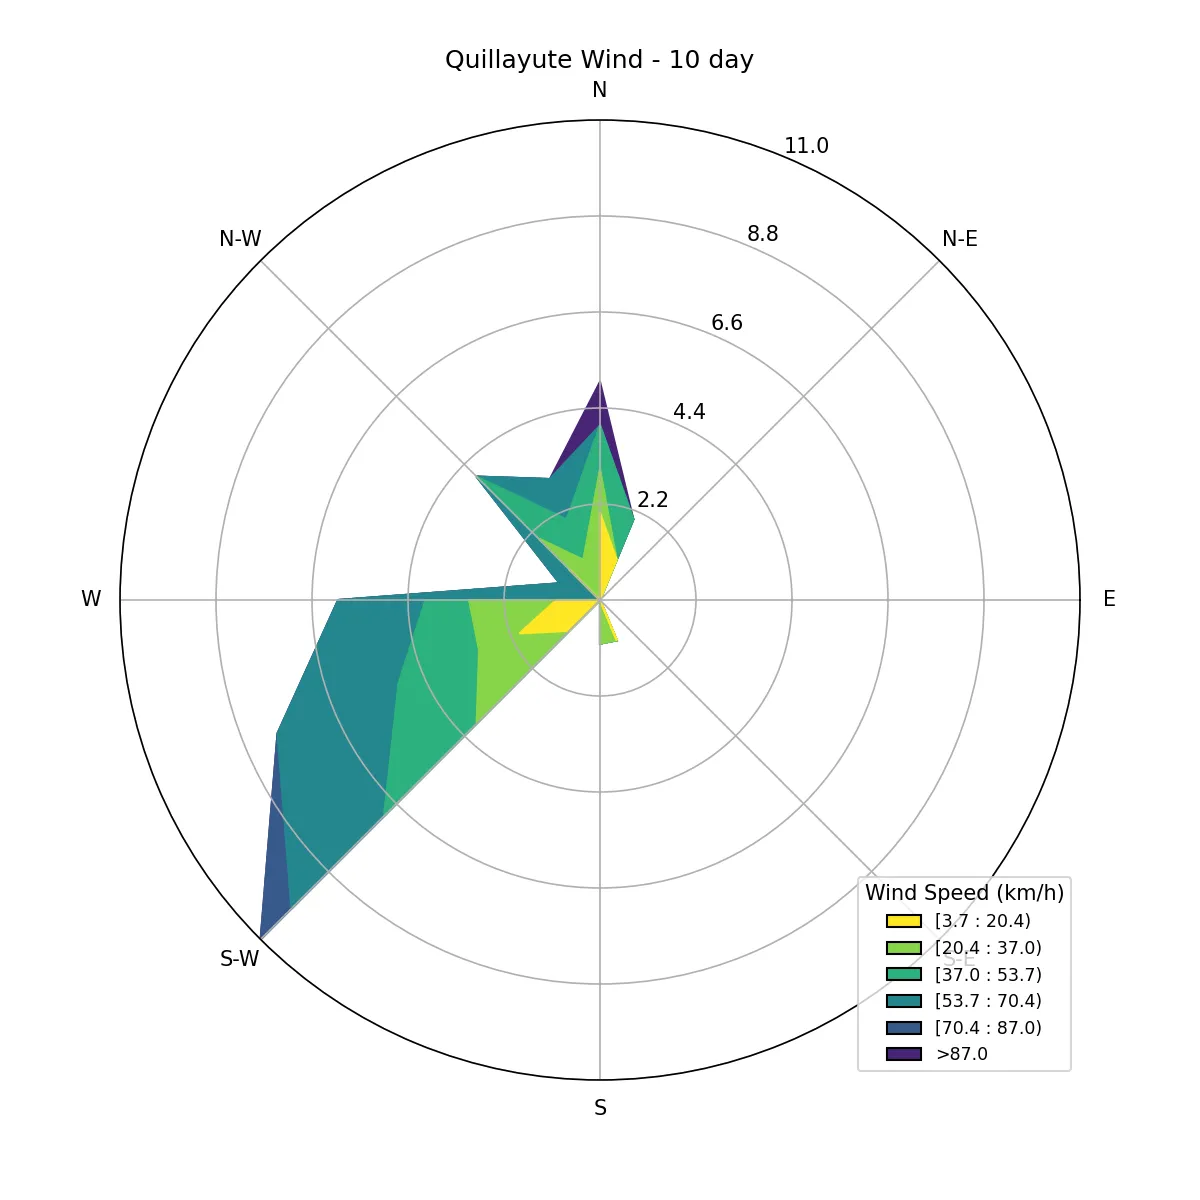 Quillayute Wind - 10 day
N
11.0
N-W
8.8
N-E
6.6
4.4
2.2
W
E
S-W
S-E
S
Wind Speed (km/h)
[3.7 : 20.4)
[20.4 : 37.0)
[37.0 : 53.7)
[53.7 : 70.4)
[70.4 : 87.0)
>87.0